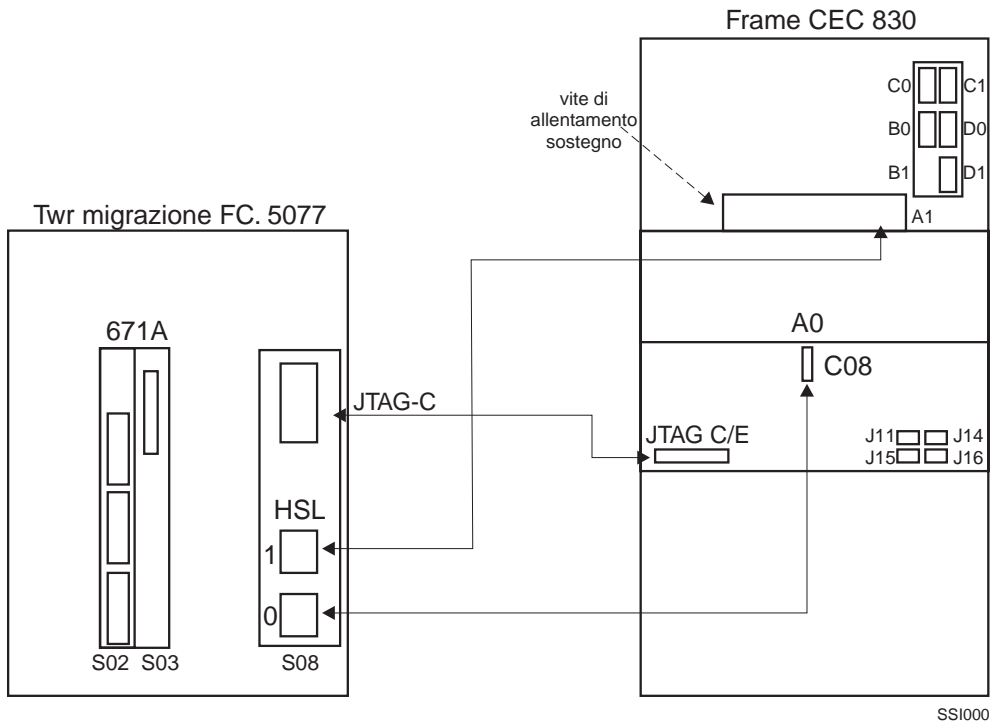 Frame CEC 830
C0
C1
vite di
allentamento
sostegno
B0
D0
B1
D1
A1
Twr migrazione FC. 5077
671A
A0
C08
JTAG-C
JTAG C/E
J11
J14
J15
J16
HSL
1
0
S02
S03
S08
SSI000